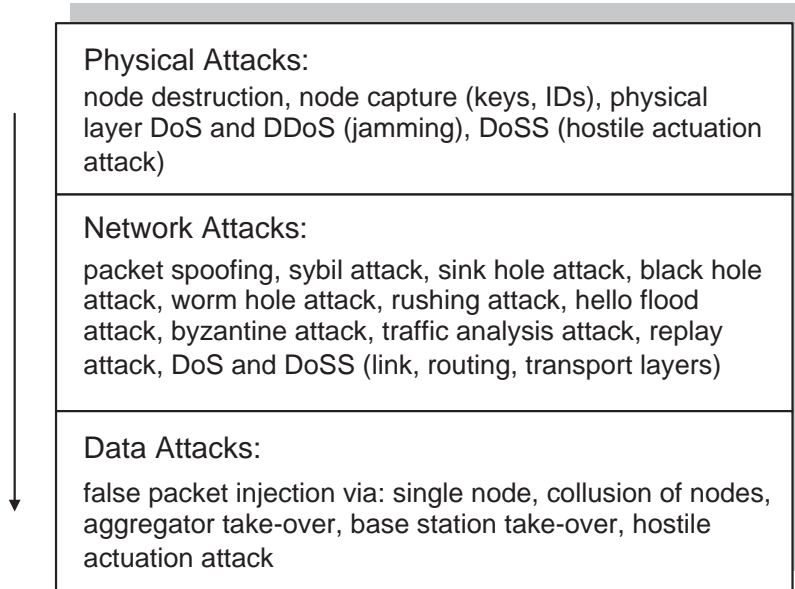 Physical Attacks:
node destruction, node capture (keys, IDs), physical
layer DoS and DDoS (jamming), DoSS (hostile actuation
attack)
Network Attacks:
packet spoofing, sybil attack, sink hole attack, black hole
attack, worm hole attack, rushing attack, hello flood
attack, byzantine attack, traffic analysis attack, replay
attack, DoS and DoSS (link, routing, transport layers)
Data Attacks:
false packet injection via: single node, collusion of nodes,
aggregator take-over, base station take-over, hostile
actuation attack